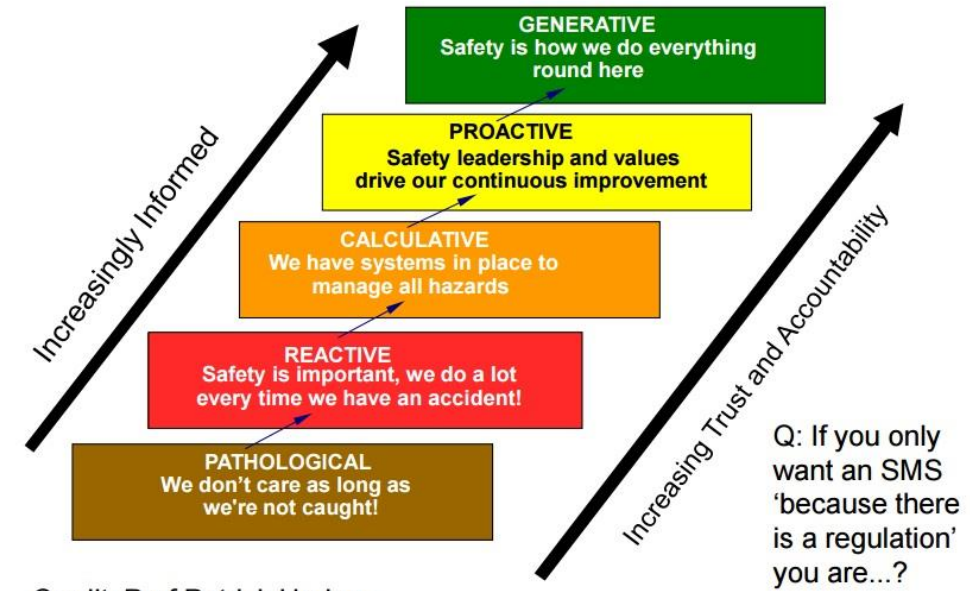 GENERATIVE
Safety is how we do everything
round here
PROACTIVE
Safety leadership and values
drive our continuous improvement
CALCULATIVE
We have systems in place to
manage all hazards
REACTIVE
Safety is important, we do a lot
every time we have an accident!
PATHOLOGICAL
We don't care as long as
we're not caught!
Increasingly Informed
Increasing Trust and Accountability
Q: If you only
want an SMS
‘because there
is a regulation’
you are...?